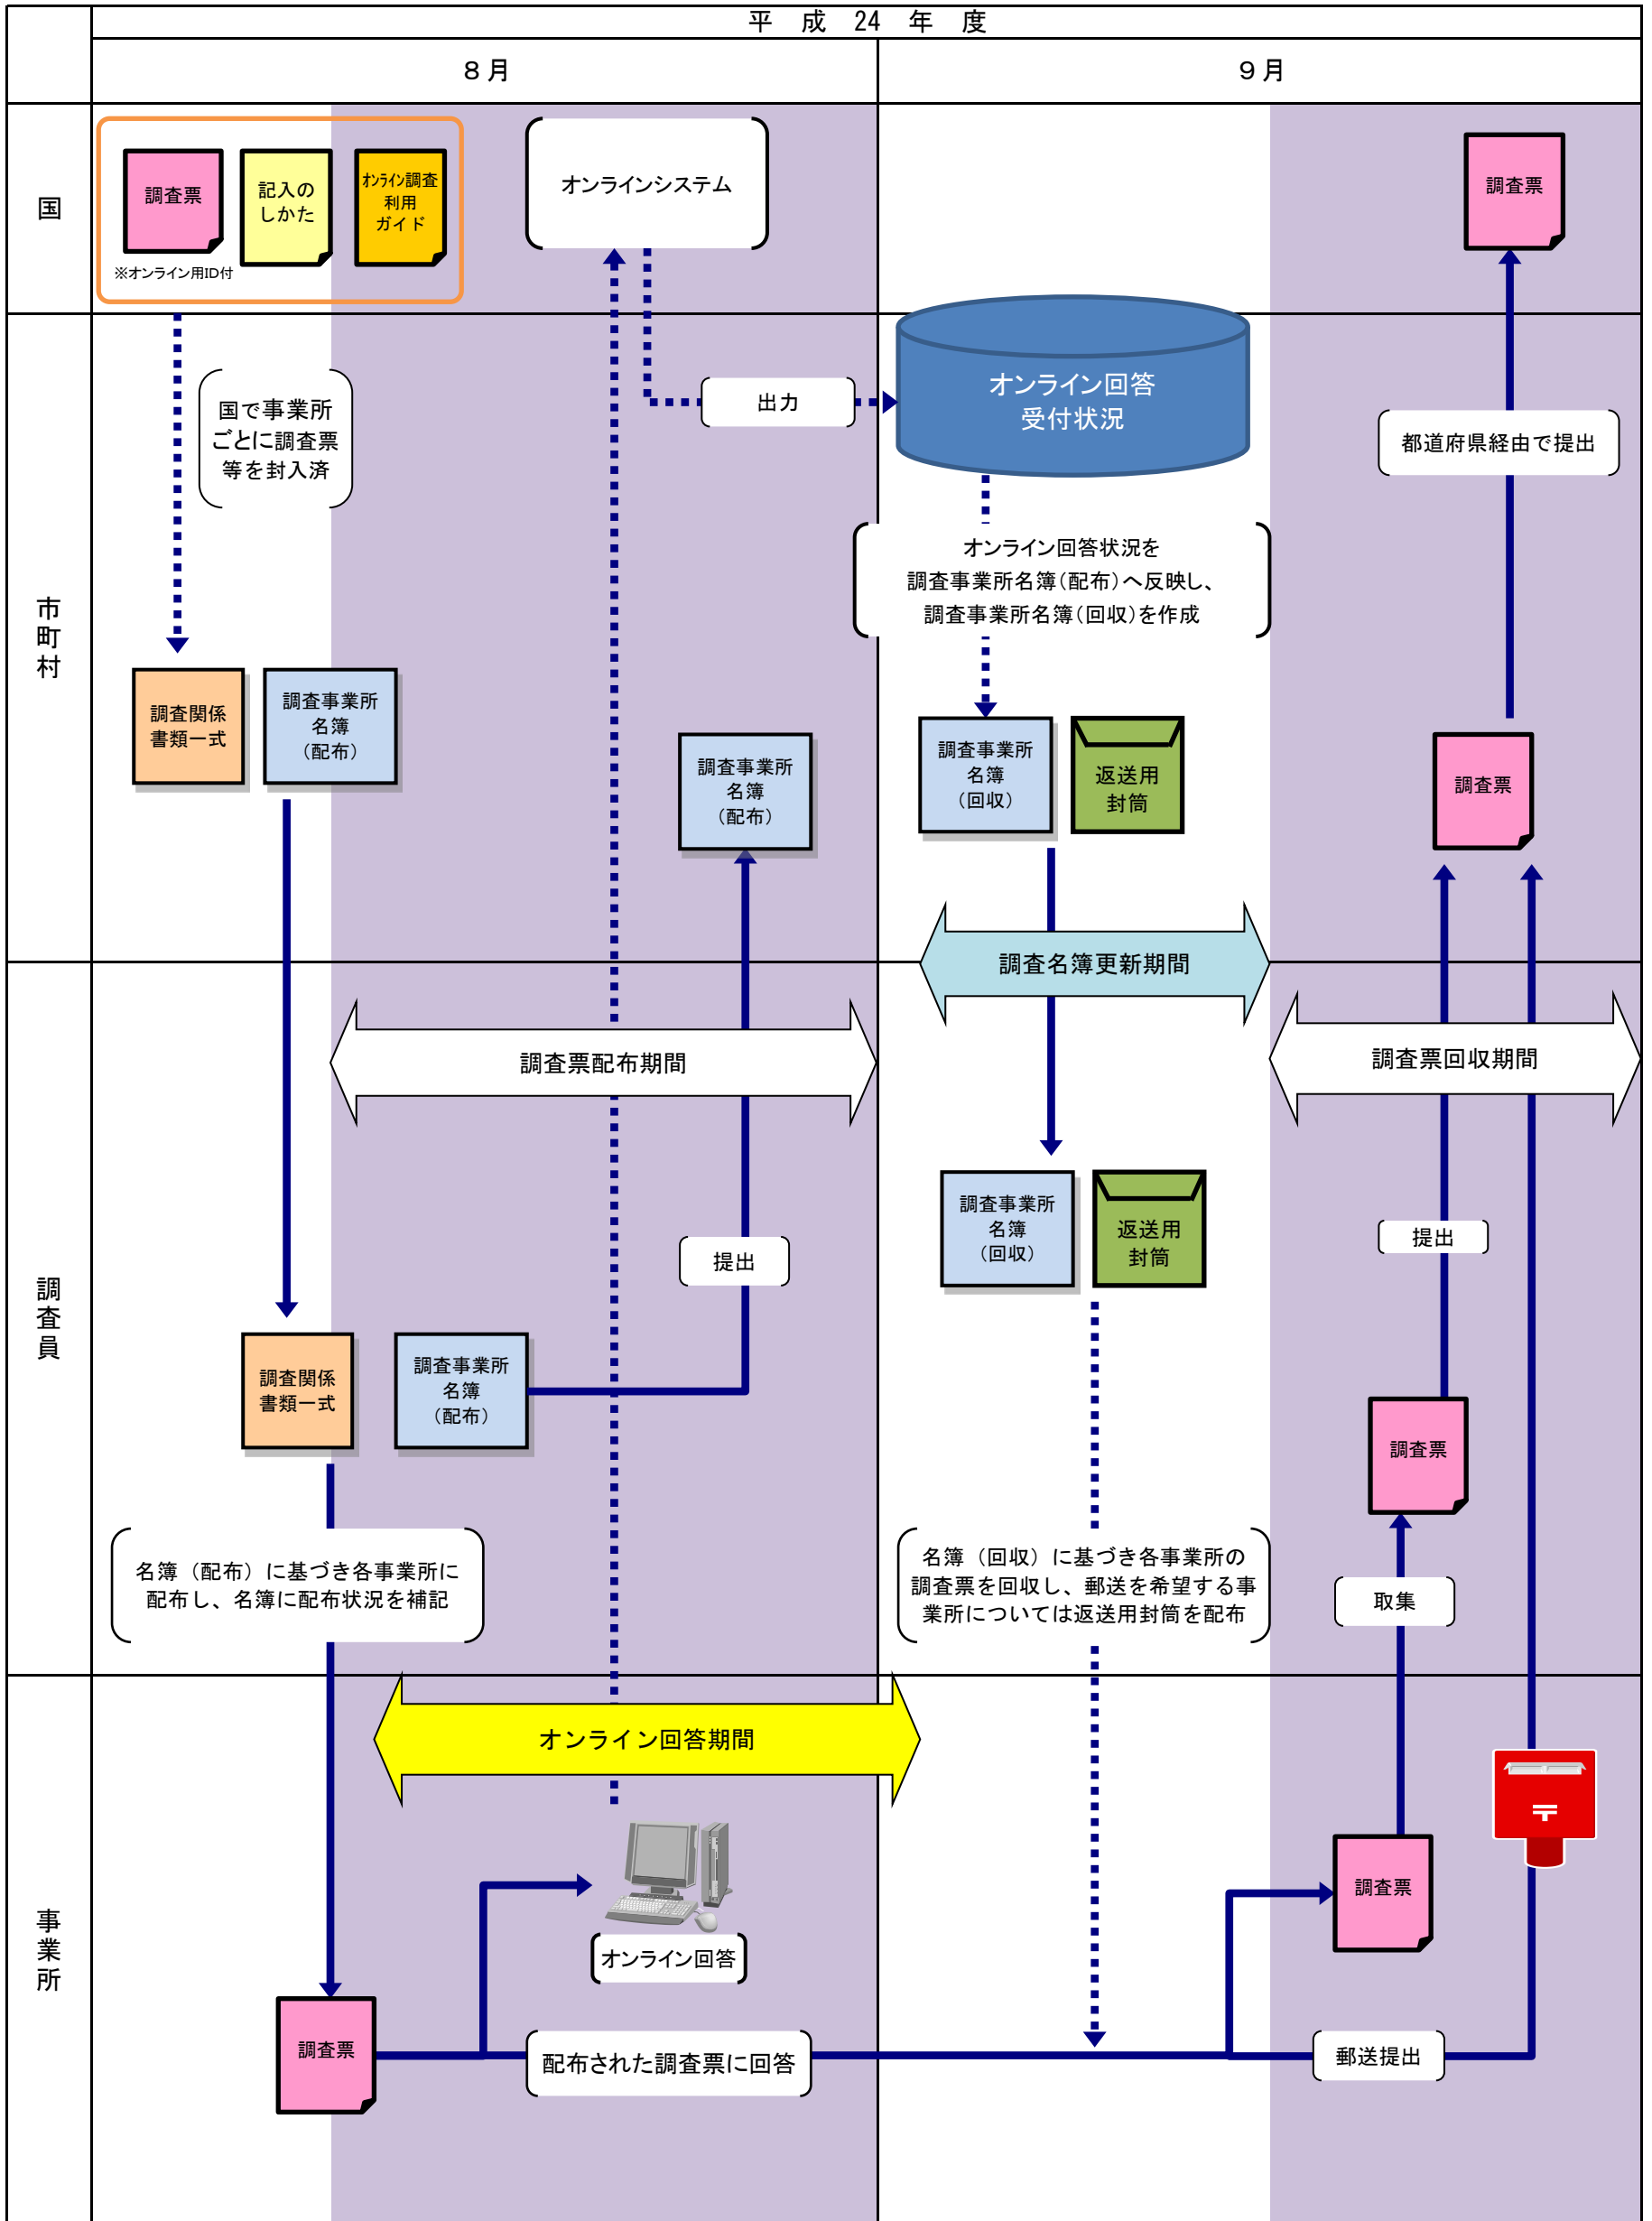 平成24年度
８月
９月
国
調査票
※オンライン用ID付
記入の
しかた
オンライン調査
利用
ガイド
オンラインシステム
調査票
市町村
国で事業所
ごとに調査票
等を封入済
出力
オンライン回答
受付状況
都道府県経由で提出
オンライン回答状況を
調査事業所名簿（配布）へ反映し、
調査事業所名簿（回収）を作成
調査関係
書類一式
調査事業所
名簿
（配布）
調査事業所
名簿
（配布）
調査事業所
名簿
（回収）
返送用
封筒
調査票
調査名簿更新期間
調査員
調査票配布期間
調査票回収期間
調査事業所
名簿
（回収）
返送用
封筒
提出
提出
調査関係
書類一式
調査事業所
名簿
（配布）
調査票
名簿（配布）に基づき各事業所に
配布し、名簿に配布状況を補記
名簿（回収）に基づき各事業所の
調査票を回収し、郵送を希望する事
業所については返送用封筒を配布
取集
事業所
オンライン回答期間
〒
調査票
オンライン回答
調査票
配布された調査票に回答
郵送提出